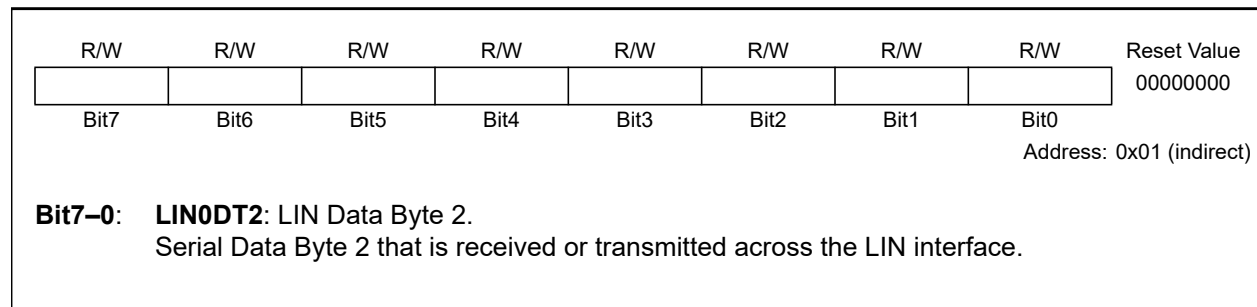 R/W R/W R/W R/W R/W R/W R/W R/W Reset Value
00000000
Bit7 Bit6 Bit5 Bit4 Bit3 Bit2 Bit1 Bit0
Address: 0x01 (indirect)
Bit7–0: LIN0DT2: LIN Data Byte 2.
Serial Data Byte 2 that is received or transmitted across the LIN interface.